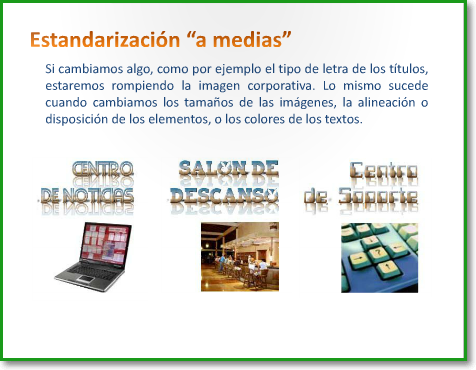 Estandarización “a medias”
Si cambiamos algo, como por ejemplo el tipo de letra de los títulos,
estaremos rompiendo la imagen corporativa. Lo mismo sucede
cuando cambiamos los tamaños de las imágenes, la alineación o
disposición de los elementos, o los colores de los textos.
CENTRO
DE NOTICIAS
SALÓN DE
DESCANSO
Centro
de Soporte